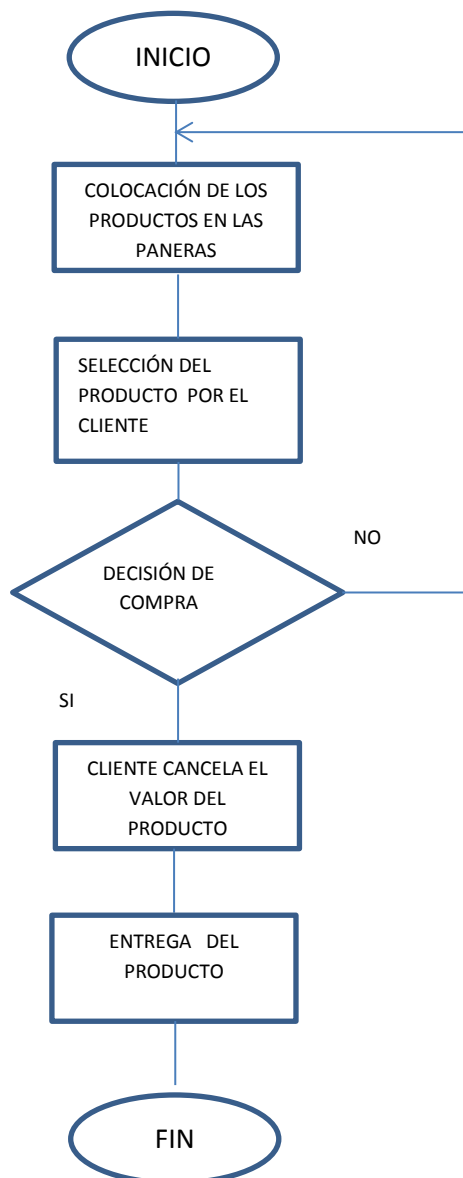 INICIO
COLOCACIÓN DE LOS
PRODUCTOS EN LAS
PANERAS
SELECCIÓN DEL
PRODUCTO POR EL
CLIENTE
NO
DECISIÓN DE
COMPRA
SI
CLIENTE CANCELA EL
VALOR DEL
PRODUCTO
ENTREGA DEL
PRODUCTO
FIN